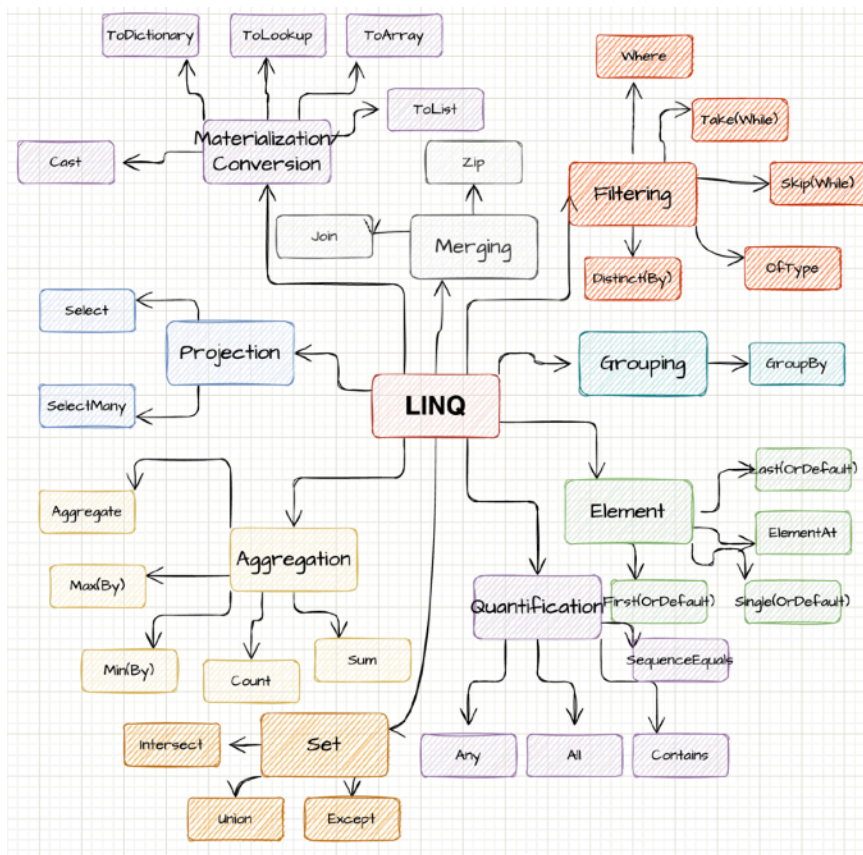 ToDictionary
ToLookup
ToArray
Where
ToList
Take(While)
Materialization/
Conversion
Cast
Zip
Skip(While)
Filtering
Join
Merging
OfType
Distinct(By)
Select
Projection
Grouping
GroupBy
SelectMany
LINQ
Last(OrDefault)
Aggregate
Element
ElementAt
Aggregation
Max(By)
Quantification
First(OrDefault)
Single(OrDefault)
Min(By)
Count
Sum
SequenceEquals
Intersect
Set
Any
All
Contains
Union
Except